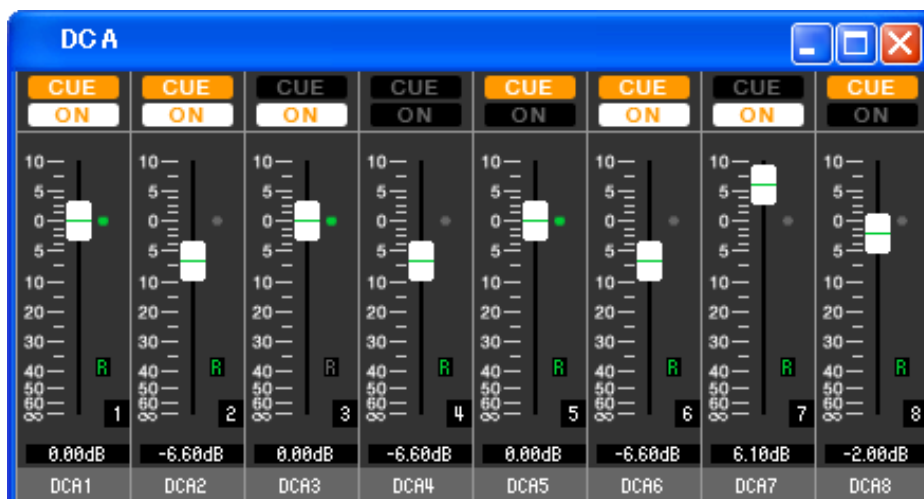 DCA
CUE CUE CUE CUE CUE CUE CUE CUE
ON ON ON ON ON ON ON ON
10 10 10 10 10 10 10 10
5 5 5 5 5 5 5 5
0 0 0 0 0 0 0 0
5 5 5 5 5 5 5 5
10 10 10 10 10 10 10 10
20 20 20 20 20 20 20 20
30 30 30 30 30 30 30 30
40 R 40 R 40 R 40 R 40 R 40 R 40 R 40 R
50 50 50 50 50 50 50 50
60 60 60 60 60 60 60 60
∞ 1 ∞ 2 ∞ 3 ∞ 4 ∞ 5 ∞ 6 ∞ 7 ∞ 8
0.00dB -6.60dB 0.00dB -6.60dB 0.00dB -6.60dB 6.10dB -2.00dB
DCA1 DCA2 DCA3 DCA4 DCA5 DCA6 DCA7 DCA8